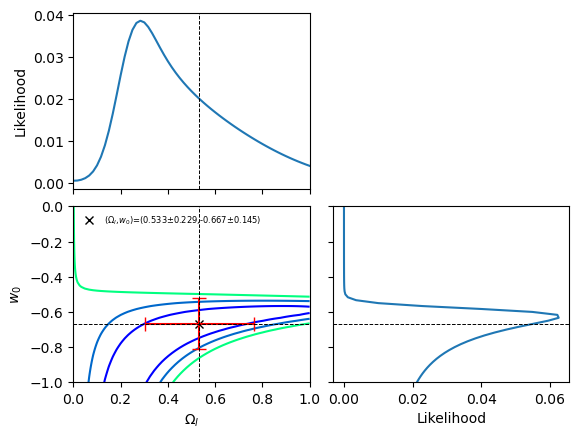 0.04
0.03
0.02
0.01
0.00
Likelihood
(Ωₗ,w₀)=(0.533±0.229,-0.667±0.145)
0.0
−0.2
−0.4
−0.6
−0.8
−1.0
w₀
0.0 0.2 0.4 0.6 0.8 1.0
Ωₗ
0.00 0.02 0.04 0.06
Likelihood